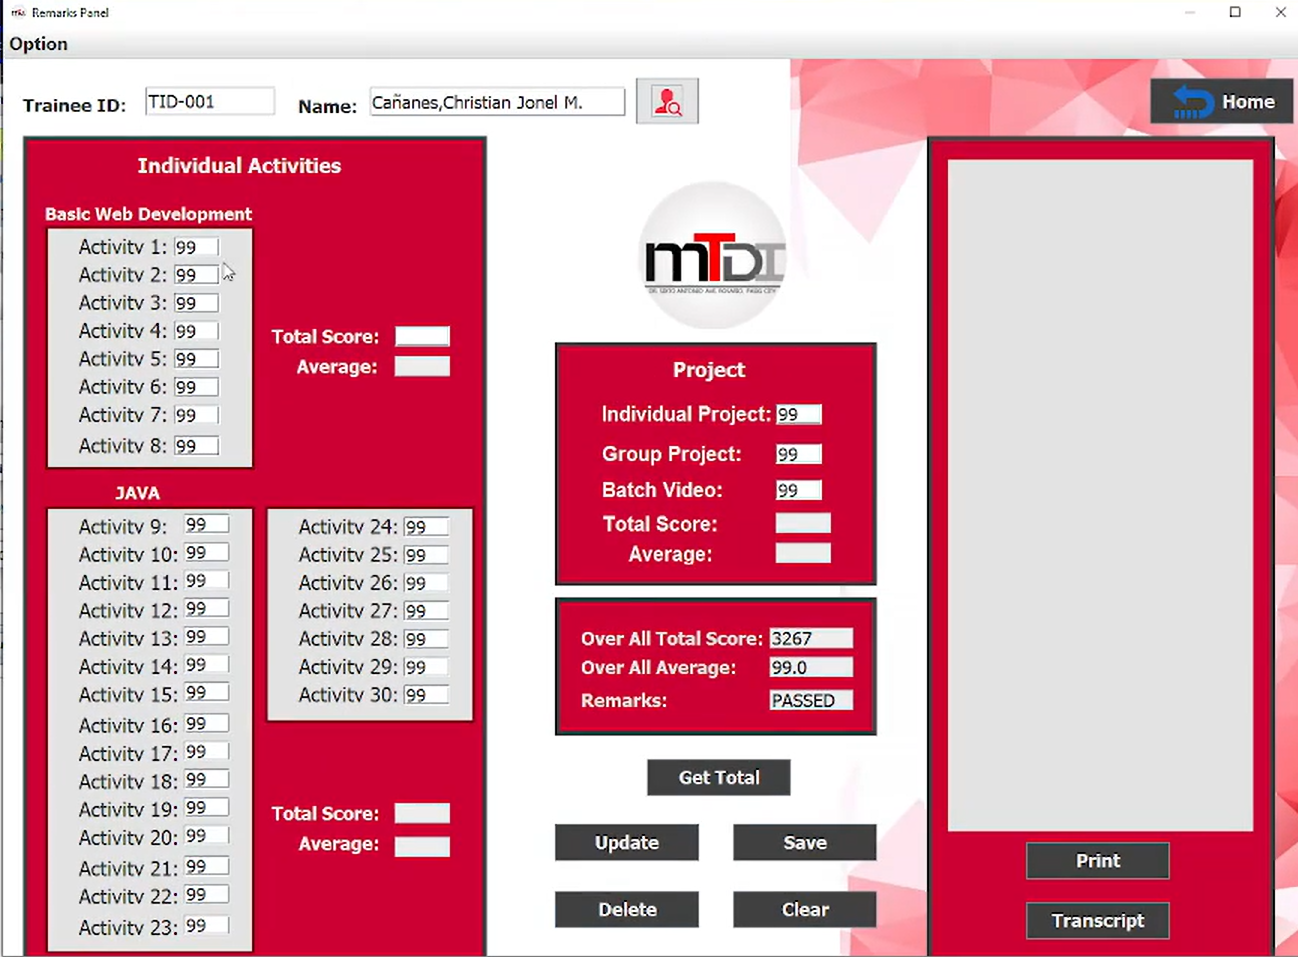 Remarks Panel
Option
Trainee ID: TID-001 Name: Cañanes,Christian Jonel M.
Home
Individual Activities
Basic Web Development
Activity 1: 99
Activity 2: 99
Activity 3: 99
Activity 4: 99
Activity 5: 99
Activity 6: 99
Activity 7: 99
Activity 8: 99
Total Score:
Average:
JAVA
Activity 9: 99
Activity 10: 99
Activity 11: 99
Activity 12: 99
Activity 13: 99
Activity 14: 99
Activity 15: 99
Activity 16: 99
Activity 17: 99
Activity 18: 99
Activity 19: 99
Activity 20: 99
Activity 21: 99
Activity 22: 99
Activity 23: 99
Activity 24: 99
Activity 25: 99
Activity 26: 99
Activity 27: 99
Activity 28: 99
Activity 29: 99
Activity 30: 99
Total Score:
Average:
mTDI
DR. SIXTO ANTONIO AVE. ROSARIO, PASIG CITY
Project
Individual Project: 99
Group Project: 99
Batch Video: 99
Total Score:
Average:
Over All Total Score: 3267
Over All Average: 99.0
Remarks: PASSED
Get Total
Update Save
Delete Clear
Print
Transcript